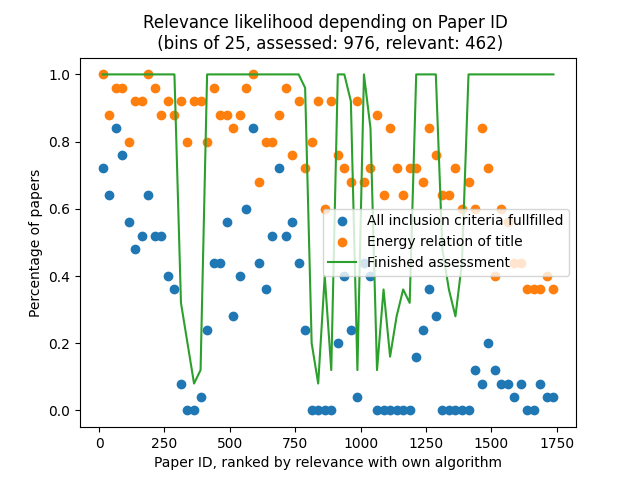 Relevance likelihood depending on Paper ID
(bins of 25, assessed: 976, relevant: 462)
Percentage of papers
1.0
0.8
0.6
0.4
0.2
0.0
All inclusion criteria fullfilled
Energy relation of title
Finished assessment
0 250 500 750 1000 1250 1500 1750
Paper ID, ranked by relevance with own algorithm